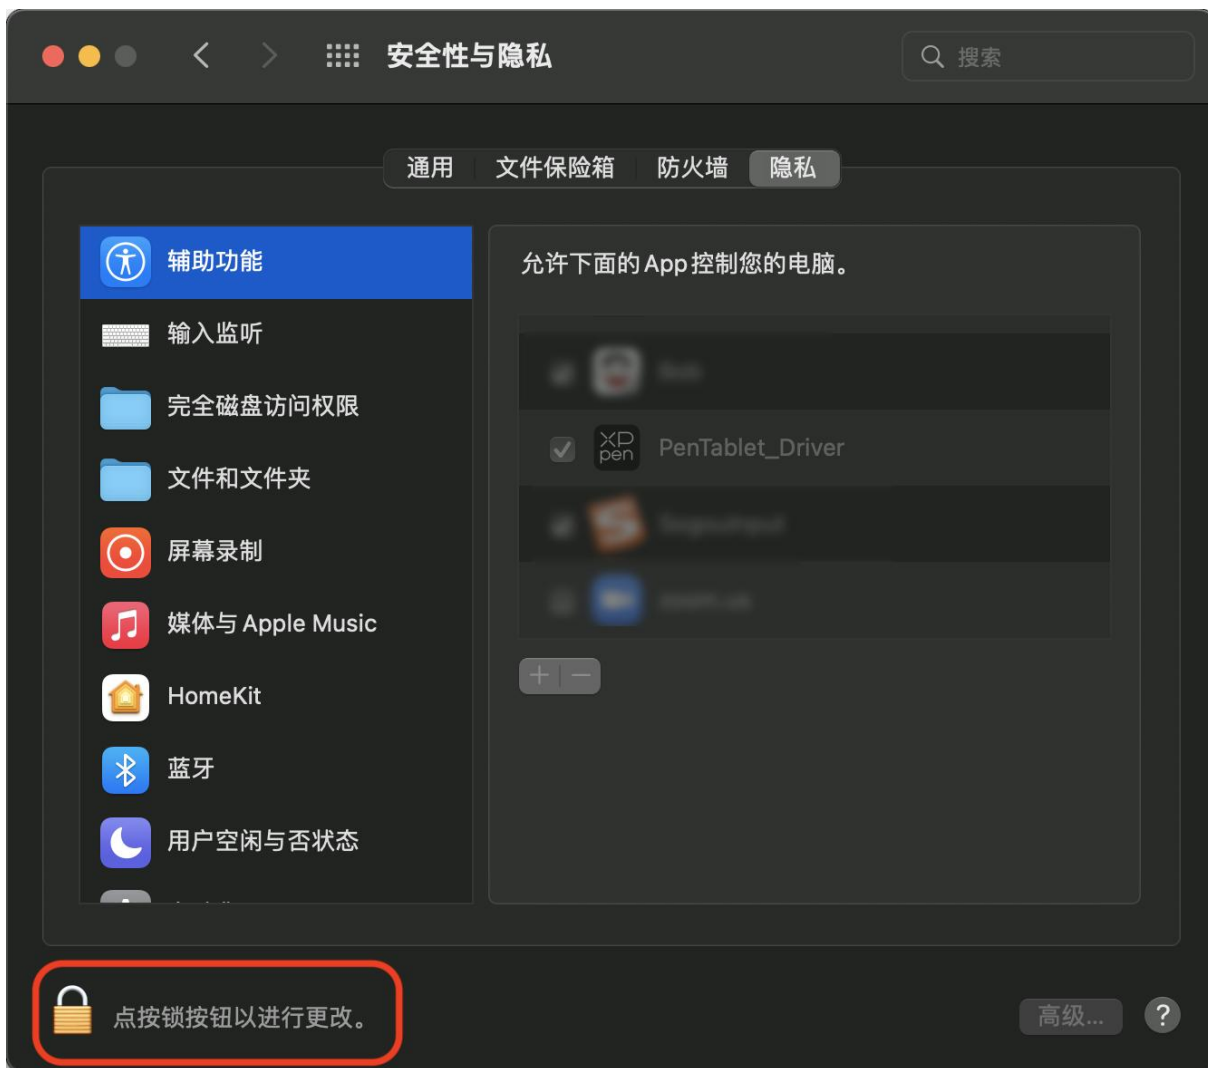 安全性与隐私
搜索
通用 文件保险箱 防火墙 隐私
辅助功能
输入监听
完全磁盘访问权限
文件和文件夹
屏幕录制
媒体与 Apple Music
HomeKit
蓝牙
用户空闲与否状态
允许下面的 App 控制您的电脑。
XP
pen
PenTablet_Driver
点按锁按钮以进行更改。
高级...
?